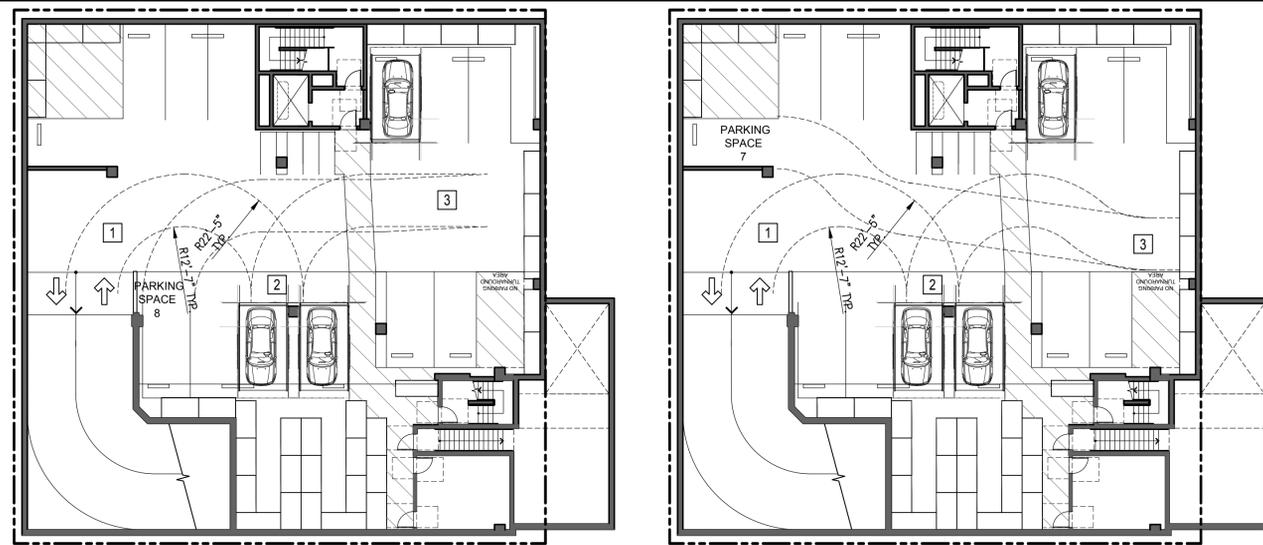 3
1
R22'-5"
TYP
R12'-7" TYP
2
PARKING
SPACE
8
NO PARKING
TURNAROUND
AREA
PARKING
SPACE
7
1
R22'-5"
TYP
R12'-7" TYP
3
2
NO PARKING
TURNAROUND
AREA